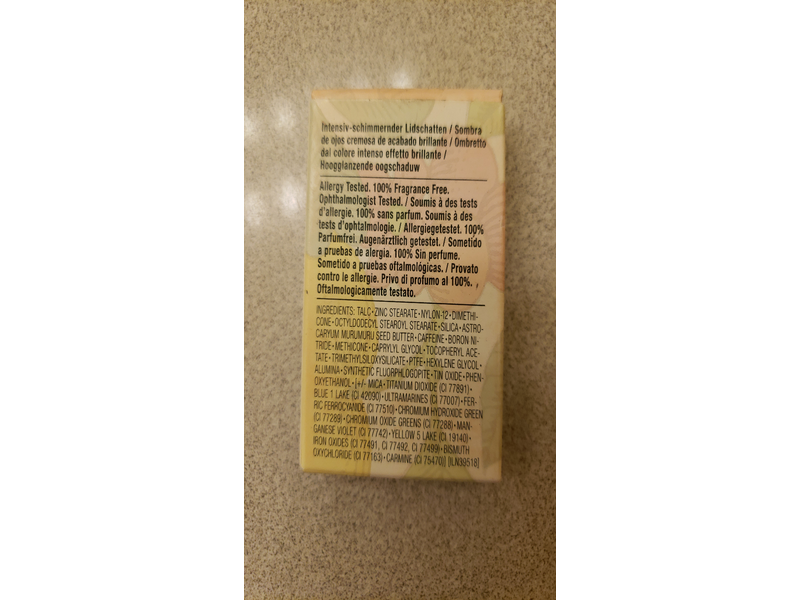 Intensiv-schimmernder Lidschatten / Sombra
de ojos cremosa de acabado brillante / Ombretto
dal colore intenso effetto brillante /
Hoogglanzende oogschaduw
Allergy Tested. 100% Fragrance Free.
Ophthalmologist Tested. / Soumis à des tests
d'allergie. 100% sans parfum. Soumis à des
tests d'ophtalmologie. / Allergiegetestet. 100%
Parfumfrei. Augenärztlich getestet. / Sometido
a pruebas de alergia. 100% Sin perfume.
Sometido a pruebas oftalmológicas. / Provato
contro le allergie. Privo di profumo al 100%.
Oftalmologicamente testato.
INGREDIENTS: TALC•ZINC STEARATE•NYLON-12•DIMETHI-
CONE•OCTYLDODECYL STEAROYL STEARATE•SILICA•ASTRO-
CARYUM MURUMURU SEED BUTTER•CAFFEINE•BORON NI-
TRIDE•METHICONE•CAPRYLYL GLYCOL•TOCOPHERYL ACE-
TATE•TRIMETHYLSILOXYSILICATE•PTFE•HEXYLENE GLYCOL•
ALUMINA•SYNTHETIC FLUORPHLOGOPITE•TIN OXIDE•PHEN-
OXYETHANOL•[+/- MICA•TITANIUM DIOXIDE (CI 77891)•
BLUE 1 LAKE (CI 42090)•ULTRAMARINES (CI 77007)•FER-
RIC FERROCYANIDE (CI 77510)•CHROMIUM HYDROXIDE GREEN
(CI 77289)•CHROMIUM OXIDE GREENS (CI 77288)•MAN-
GANESE VIOLET (CI 77742)•YELLOW 5 LAKE (CI 19140)•
IRON OXIDES (CI 77491, CI 77492, CI 77499)•BISMUTH
OXYCHLORIDE (CI 77163)•CARMINE (CI 75470)] [ILN39518]